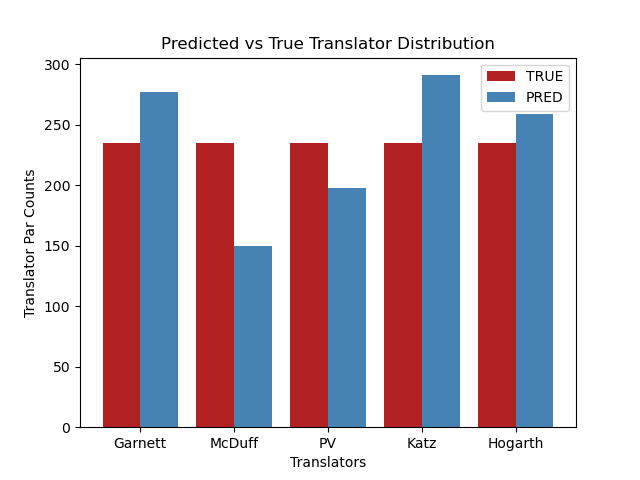 Predicted vs True Translator Distribution
TRUE
PRED
300
250
200
150
100
50
0
Translator Par Counts
Garnett McDuff PV Katz Hogarth
Translators